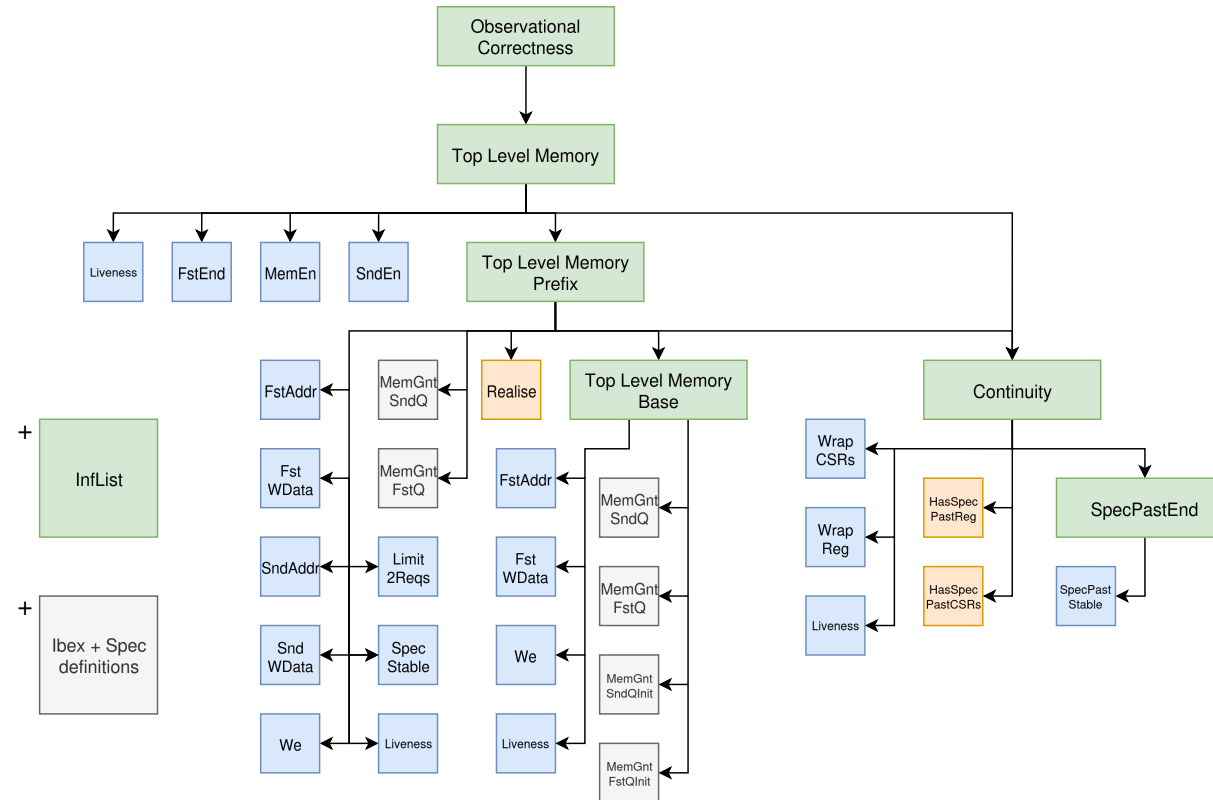 Observational
Correctness
Top Level Memory
Liveness
FstEnd
MemEn
SndEn
Top Level Memory
Prefix
FstAddr
MemGnt
SndQ
Realise
Top Level Memory
Base
Continuity
+
InfList
Fst
WData
MemGnt
FstQ
FstAddr
MemGnt
SndQ
Wrap
CSRs
HasSpec
PastReg
SpecPastEnd
SndAddr
Limit
2Reqs
Fst
WData
MemGnt
FstQ
Wrap
Reg
HasSpec
PastCSRs
SpecPast
Stable
+
Ibex + Spec
definitions
Snd
WData
Spec
Stable
We
MemGnt
SndQInit
Liveness
We
Liveness
Liveness
MemGnt
FstQInit